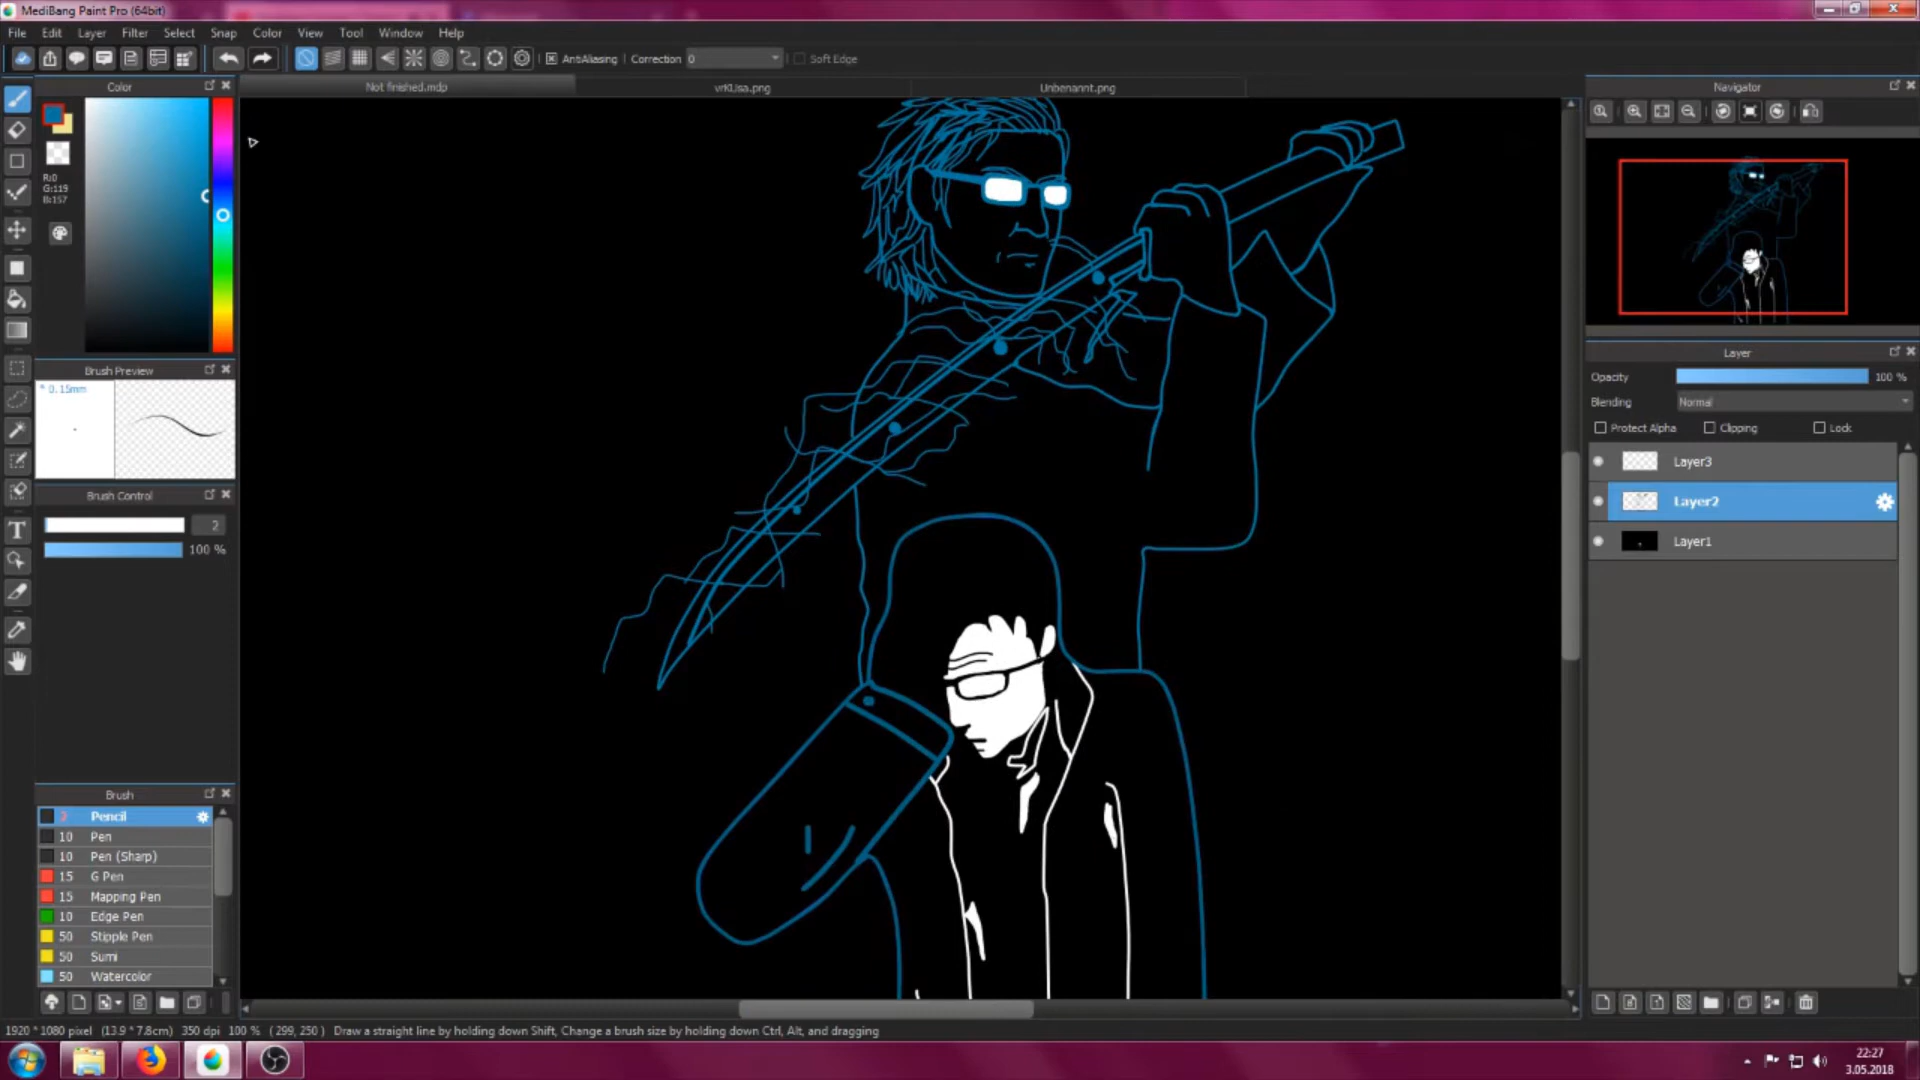 MediBang Paint Pro (64bit)
File Edit Layer Filter Select Snap Color View Tool Window Help
AntiAliasing Correction 0 Soft Edge
Color
Not finished.mdp
Unbenannt.png
Navigator
R:0
G:119
B:157
Brush Preview
* 0.15mm
Brush Control
2
100 %
Brush
2 Pencil
10 Pen
10 Pen (Sharp)
15 G Pen
15 Mapping Pen
10 Edge Pen
50 Stipple Pen
50 Sumi
50 Watercolor
Layer
Opacity 100 %
Blending Normal
Protect Alpha Clipping Lock
Layer3
Layer2
Layer1
1920 * 1080 pixel (13.9 * 7.8cm) 350 dpi 100 % ( 299, 250 ) Draw a straight line by holding down Shift, Change a brush size by holding down Ctrl, Alt, and dragging
22:27
3.05.2018